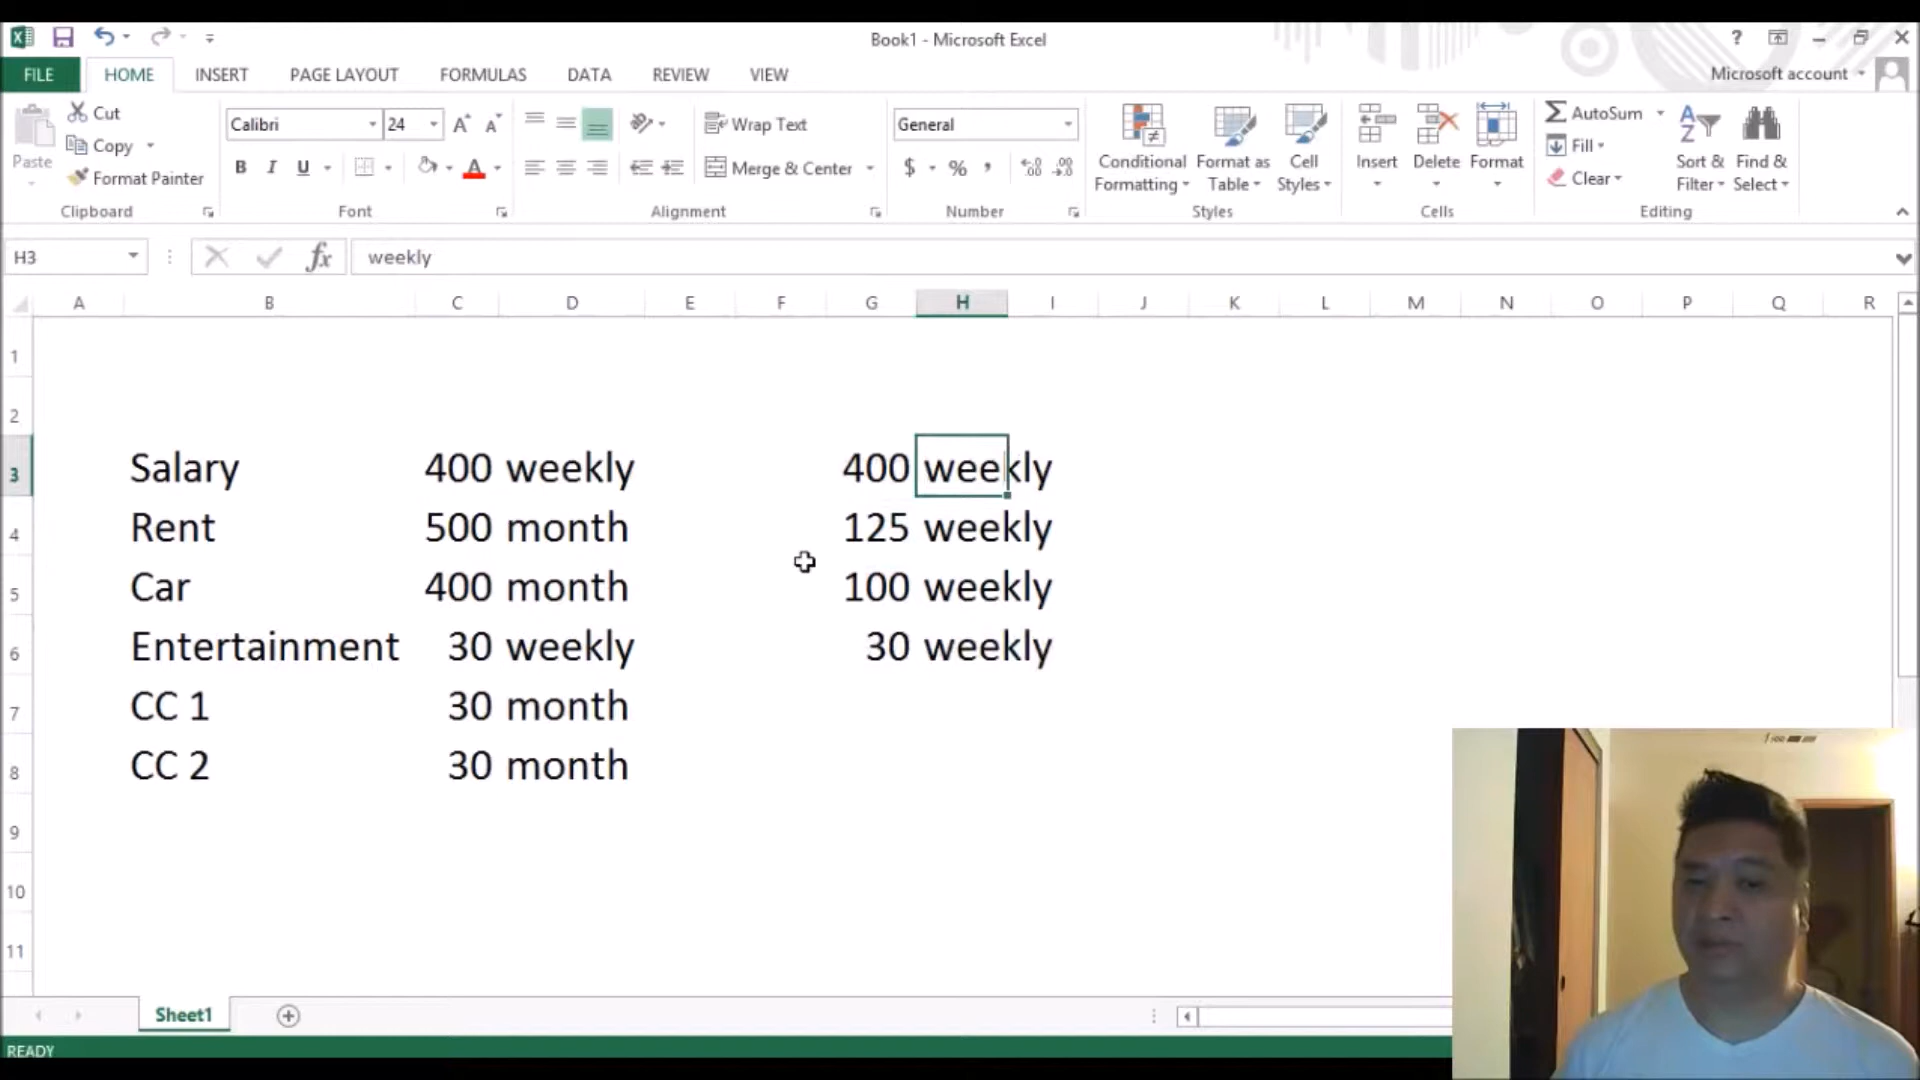 Book1 - Microsoft Excel
?
FILE HOME INSERT PAGE LAYOUT FORMULAS DATA REVIEW VIEW Microsoft account
Paste
Cut
Copy
Format Painter
Clipboard
Calibri 24
B I U A
Font
Wrap Text
Merge & Center
Alignment
General
$ % ,
Number
Conditional Formatting
Format as Table
Cell Styles
Styles
Insert
Delete
Format
Cells
AutoSum
Fill
Clear
Sort & Filter
Find & Select
Editing
H3 fx weekly
A B C D E F G H I J K L M N O P Q R
1
2
3 Salary 400 weekly 400 weekly
4 Rent 500 month 125 weekly
5 Car 400 month 100 weekly
6 Entertainment 30 weekly 30 weekly
7 CC 1 30 month
8 CC 2 30 month
9
10
11
Sheet1
READY